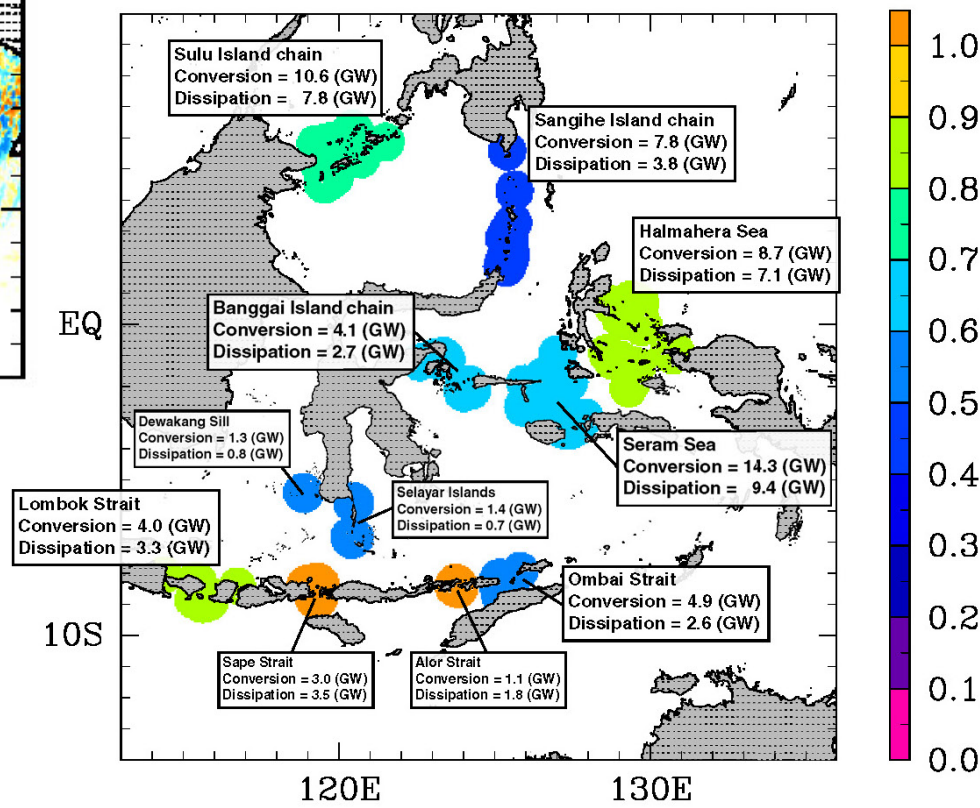 Sulu Island chain
Conversion = 10.6 (GW)
Dissipation = 7.8 (GW)
Sangihe Island chain
Conversion = 7.8 (GW)
Dissipation = 3.8 (GW)
Halmahera Sea
Conversion = 8.7 (GW)
Dissipation = 7.1 (GW)
Banggai Island chain
Conversion = 4.1 (GW)
Dissipation = 2.7 (GW)
EQ
Dewakang Sill
Conversion = 1.3 (GW)
Dissipation = 0.8 (GW)
Seram Sea
Conversion = 14.3 (GW)
Dissipation = 9.4 (GW)
Lombok Strait
Conversion = 4.0 (GW)
Dissipation = 3.3 (GW)
Selayar Islands
Conversion = 1.4 (GW)
Dissipation = 0.7 (GW)
Ombai Strait
Conversion = 4.9 (GW)
Dissipation = 2.6 (GW)
10S
Sape Strait
Conversion = 3.0 (GW)
Dissipation = 3.5 (GW)
Alor Strait
Conversion = 1.1 (GW)
Dissipation = 1.8 (GW)
120E
130E
1.0
0.9
0.8
0.7
0.6
0.5
0.4
0.3
0.2
0.1
0.0